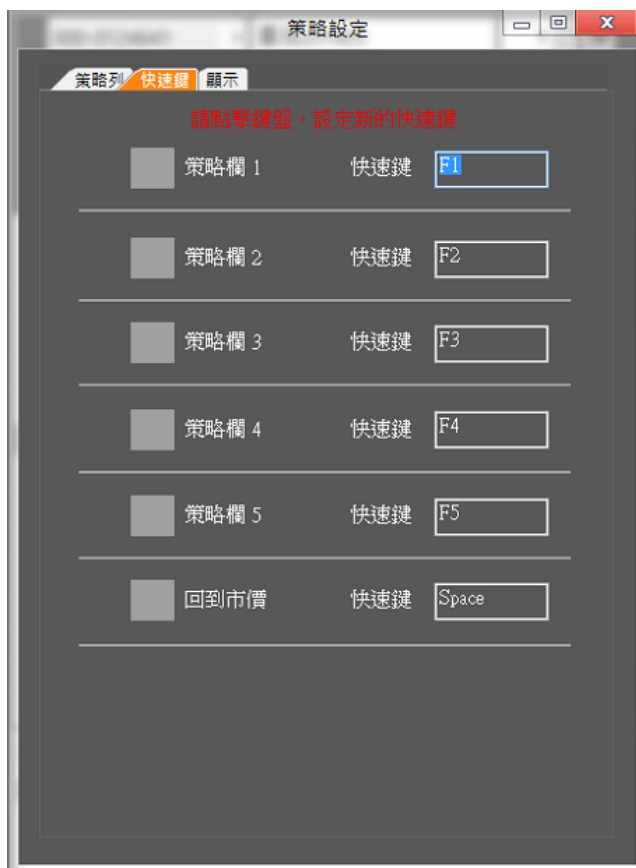 策略設定
策略列 快速鍵 顯示
請點擊鍵盤，設定新的快速鍵
策略欄 1 快速鍵 F1
策略欄 2 快速鍵 F2
策略欄 3 快速鍵 F3
策略欄 4 快速鍵 F4
策略欄 5 快速鍵 F5
回到市價 快速鍵 Space